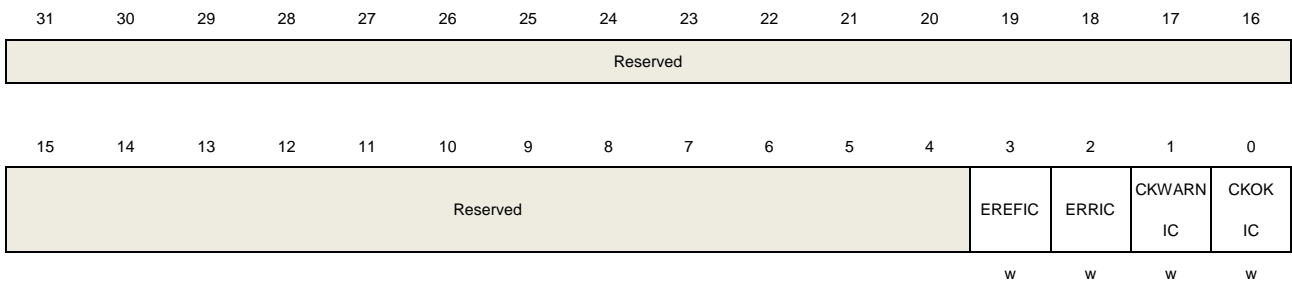 31 30 29 28 27 26 25 24 23 22 21 20 19 18 17 16
Reserved
15 14 13 12 11 10 9 8 7 6 5 4 3 2 1 0
Reserved EREFIC ERRIC CKWARN IC CKOK IC
w w w w